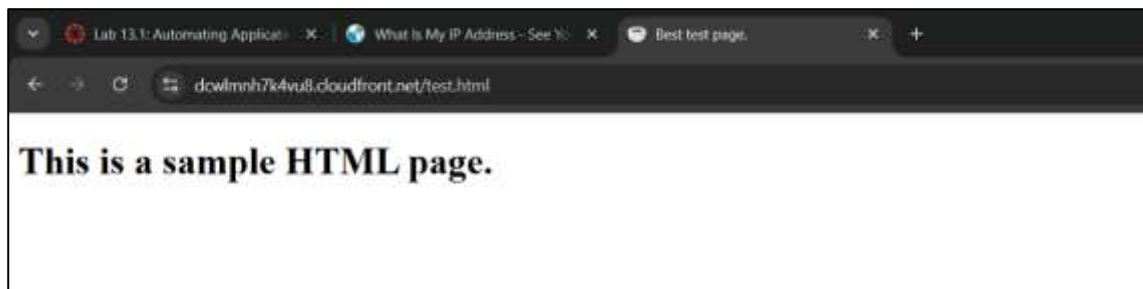 Lab 13.1: Automating Applicati
What Is My IP Address - See Yo
Best test page.
dcwlmnh7k4vu8.cloudfront.net/test.html
This is a sample HTML page.